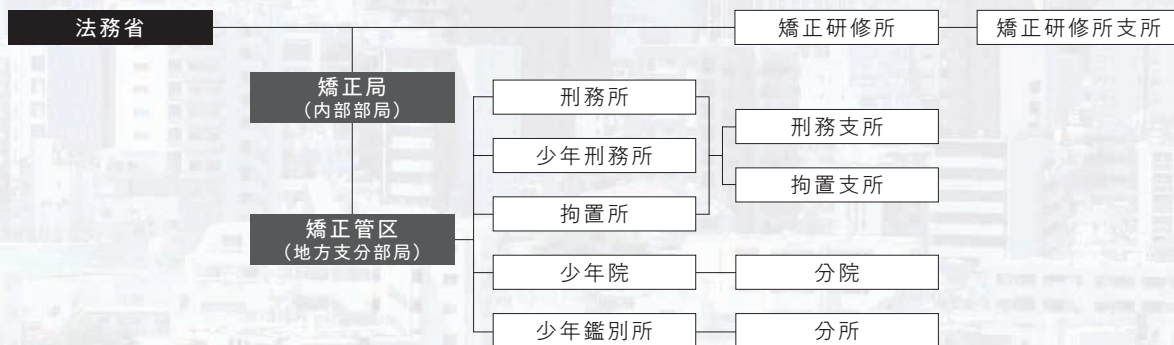 法務省
矯正研修所
矯正研修所支所
矯正局
（内部部局）
刑務所
少年刑務所
拘置所
刑務支所
拘置支所
矯正管区
（地方支分部局）
少年院
分院
少年鑑別所
分所